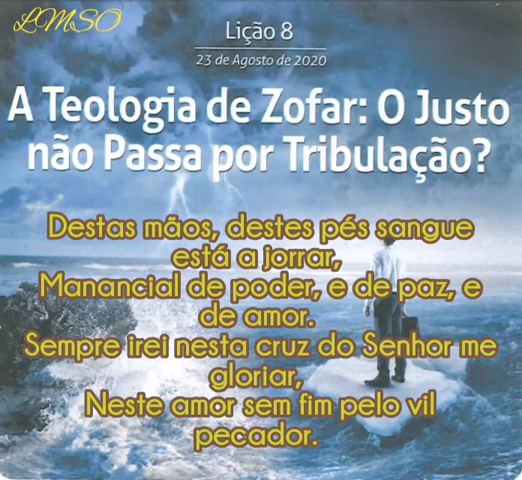 LMSO
Lição 8
23 de Agosto de 2020
A Teologia de Zofar: O Justo
não Passa por Tribulação?
Destas mãos, destes pés sangue
está a jorrar,
Manancial de poder, e de paz, e
de amor.
Sempre irei nesta cruz do Senhor me
gloriar,
Neste amor sem fim pelo vil
pecador.